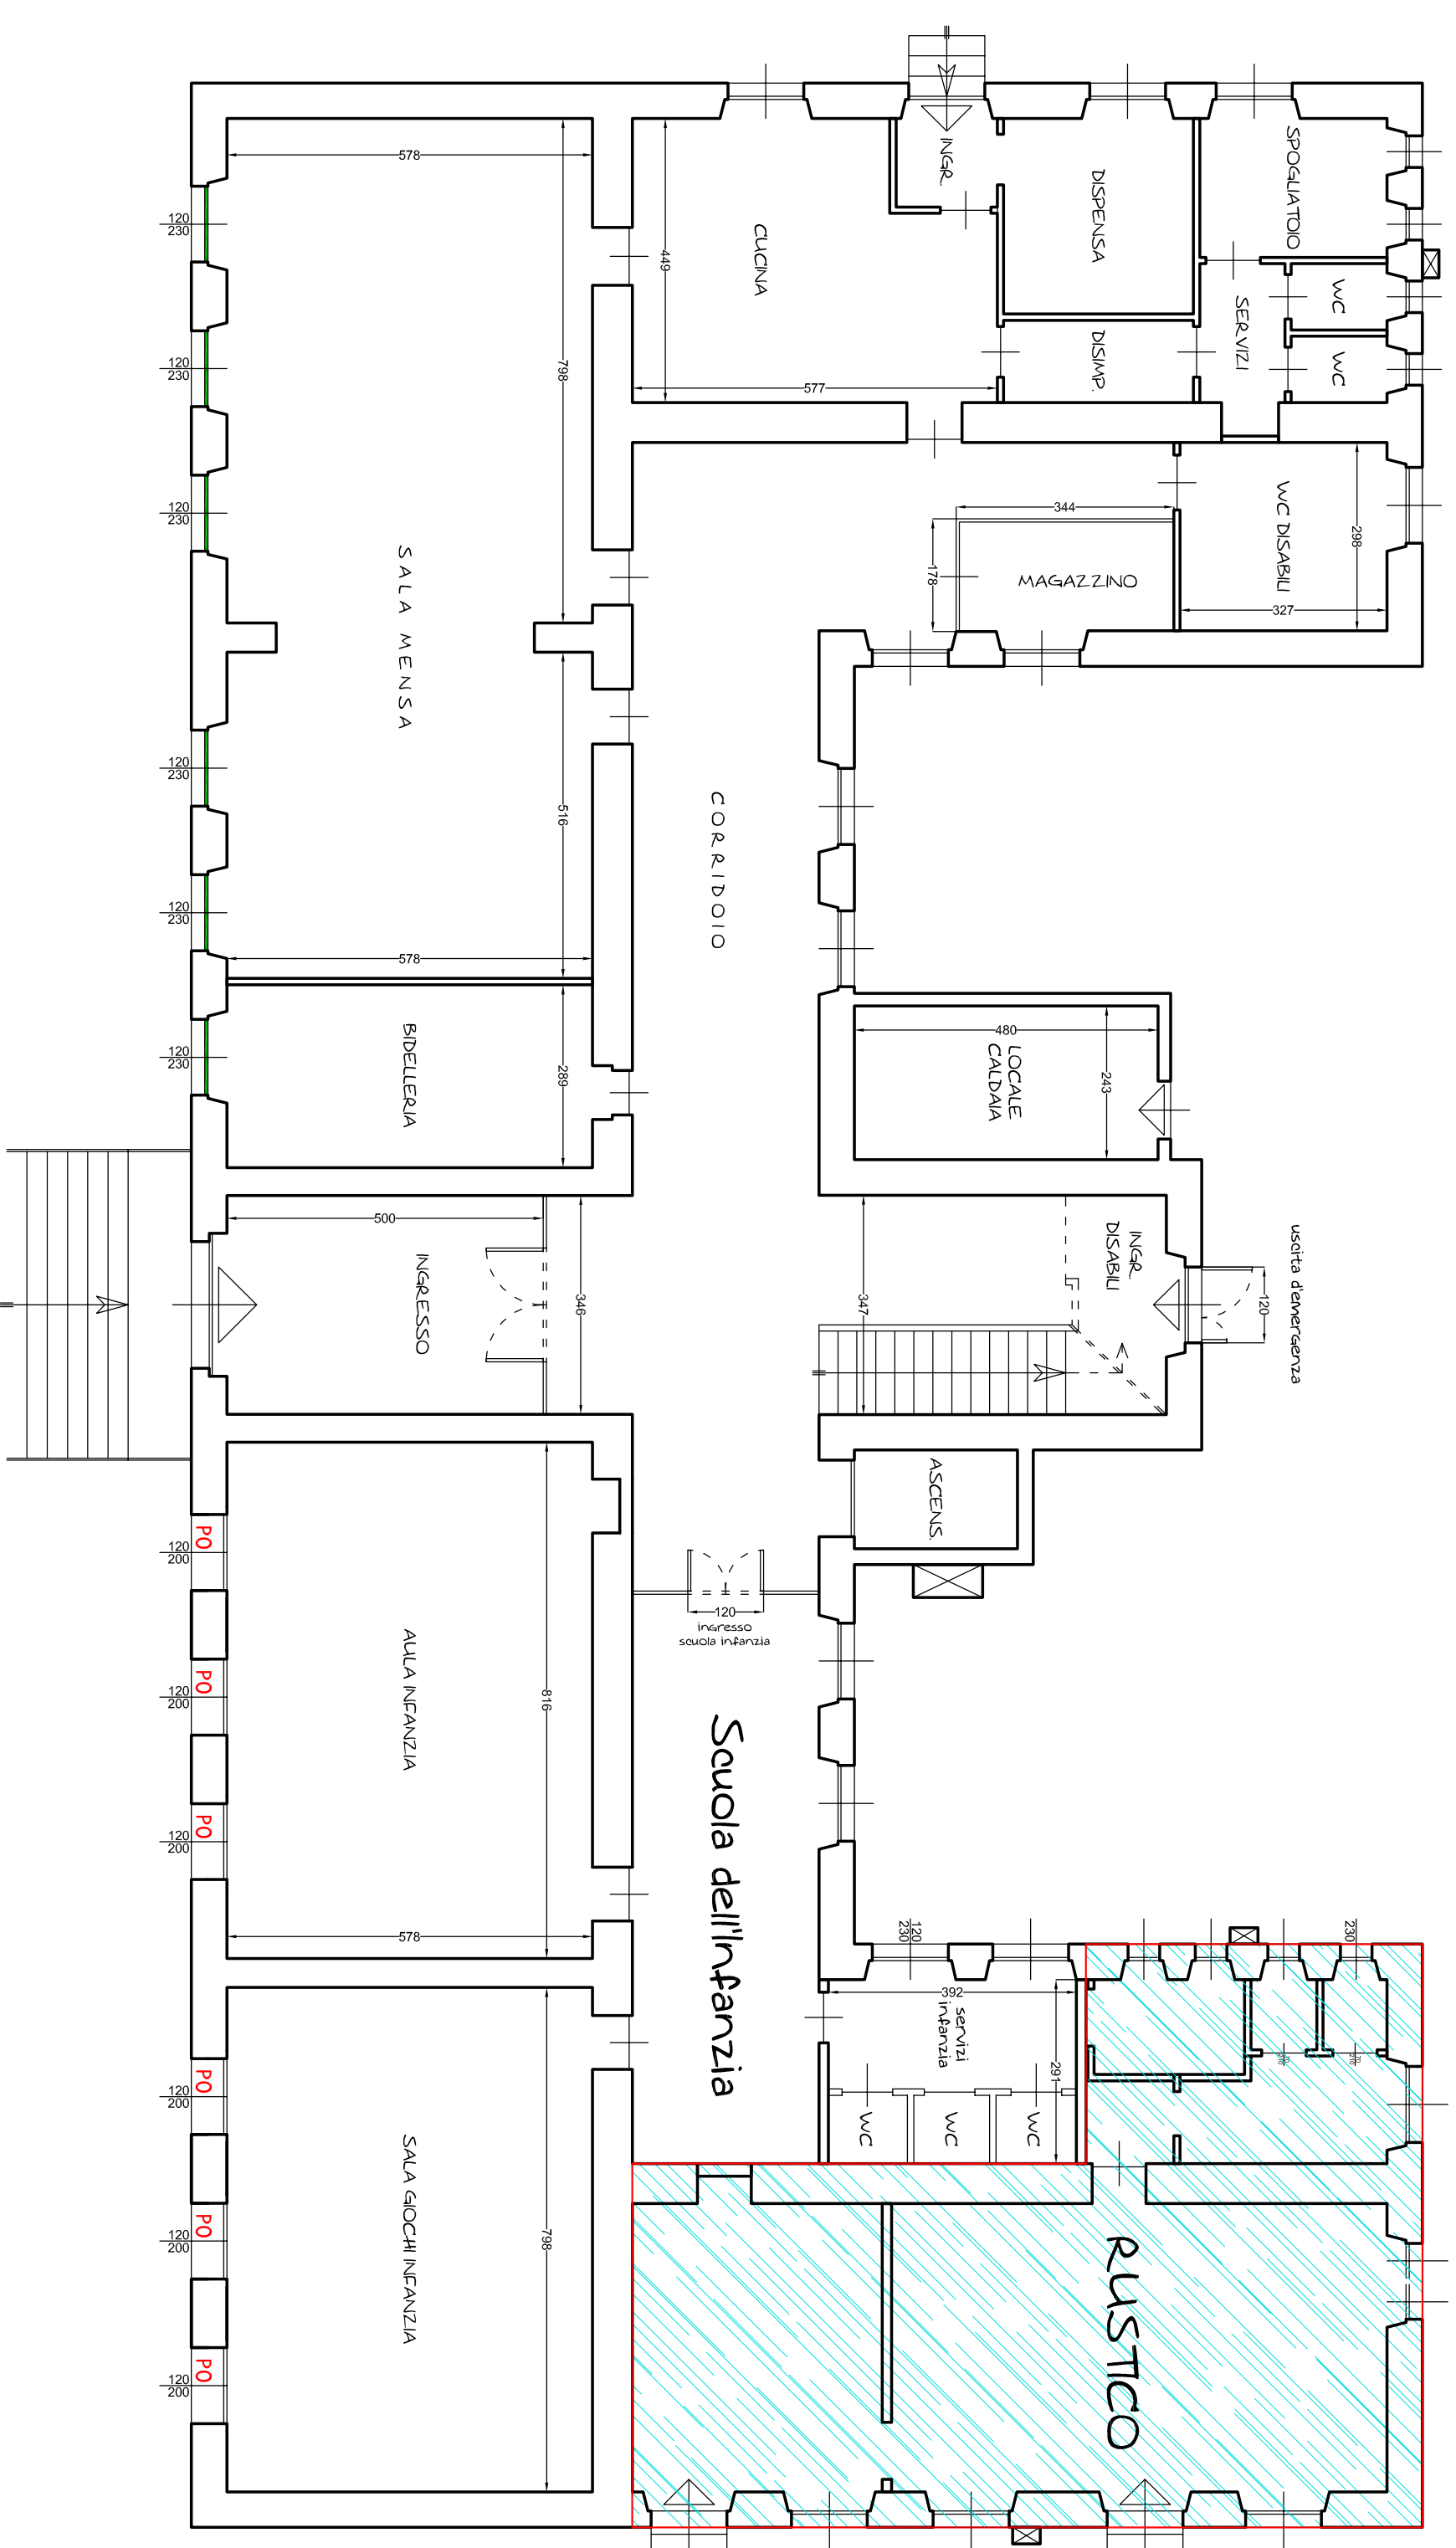 SPOGLIATOIO
WC
WC
SERVIZI
DISPENSA
DISIMP.
INGR.
CUCINA
449
577
WC DISABILI
298
327
MAGAZZINO
344
178
578
798
SALA MENSA
516
578
120
230
120
230
120
230
120
230
120
230
120
230
CORRIDOIO
BIDELLERIA
289
LOCALE
CALDAIA
480
243
INGR.
DISABILI
347
uscita d'emergenza
120
INGRESSO
500
346
ASCENS.
120
ingresso
scuola infanzia
Scuola dell'Infanzia
AULA INFANZIA
816
578
PO
120
200
PO
120
200
PO
120
200
SALA GIOCHI INFANZIA
798
PO
120
200
PO
120
200
PO
120
200
servizi
infanzia
392
291
120
230
WC
WC
WC
230
70
210
70
210
RUSTICO